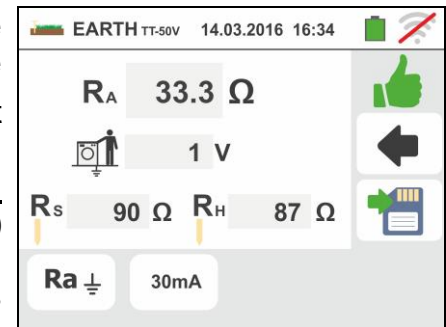 EARTH TT-50V 14.03.2016 16:34
RA 33.3 Ω
1 V
RS 90 Ω RH 87 Ω
Ra 30mA